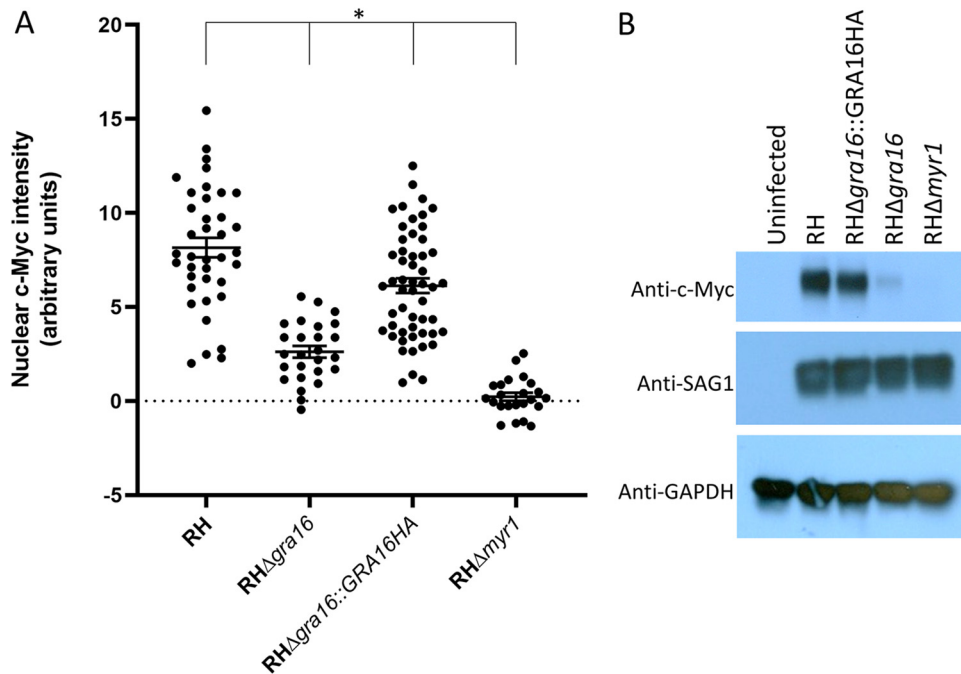 A
*
20
15
10
5
0
-5
Nuclear c-Myc intensity
(arbitrary units)
RH
RHΔgra16
RHΔgra16::GRA16HA
RHΔmyr1
B
Uninfected
RH
RHΔgra16::GRA16HA
RHΔgra16
RHΔmyr1
Anti-c-Myc
Anti-SAG1
Anti-GAPDH